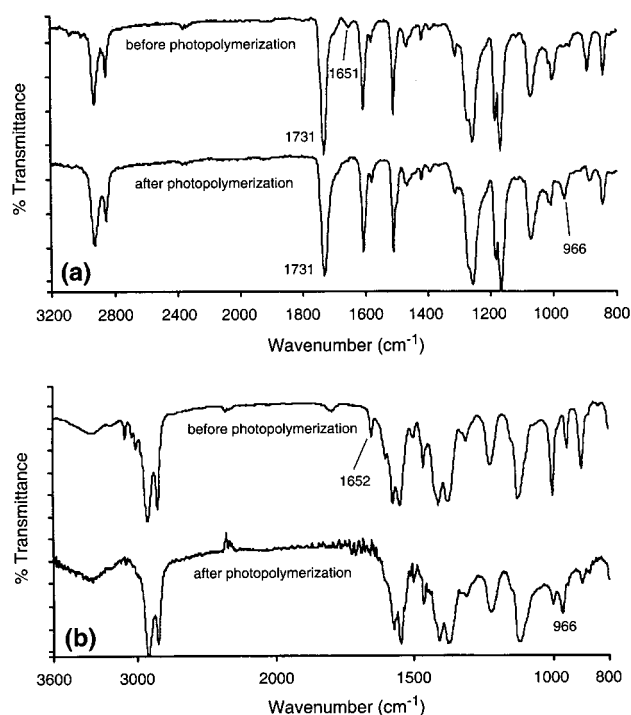 % Transmittance
before photopolymerization
1651
1731
after photopolymerization
966
1731
(a)
3200 2800 2400 2000 1800 1600 1400 1200 1000 800
Wavenumber (cm-1)
% Transmittance
before photopolymerization
1652
after photopolymerization
966
(b)
3600 3000 2000 1500 1000 800
Wavenumber (cm-1)